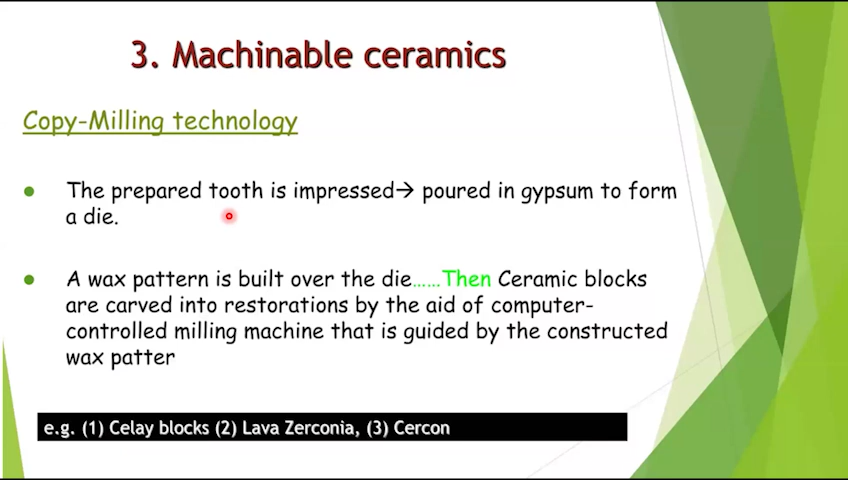 3. Machinable ceramics
Copy-Milling technology
● The prepared tooth is impressed→ poured in gypsum to form
a die.
● A wax pattern is built over the die......Then Ceramic blocks
are carved into restorations by the aid of computer-
controlled milling machine that is guided by the constructed
wax patter
e.g. (1) Celay blocks (2) Lava Zerconia, (3) Cercon